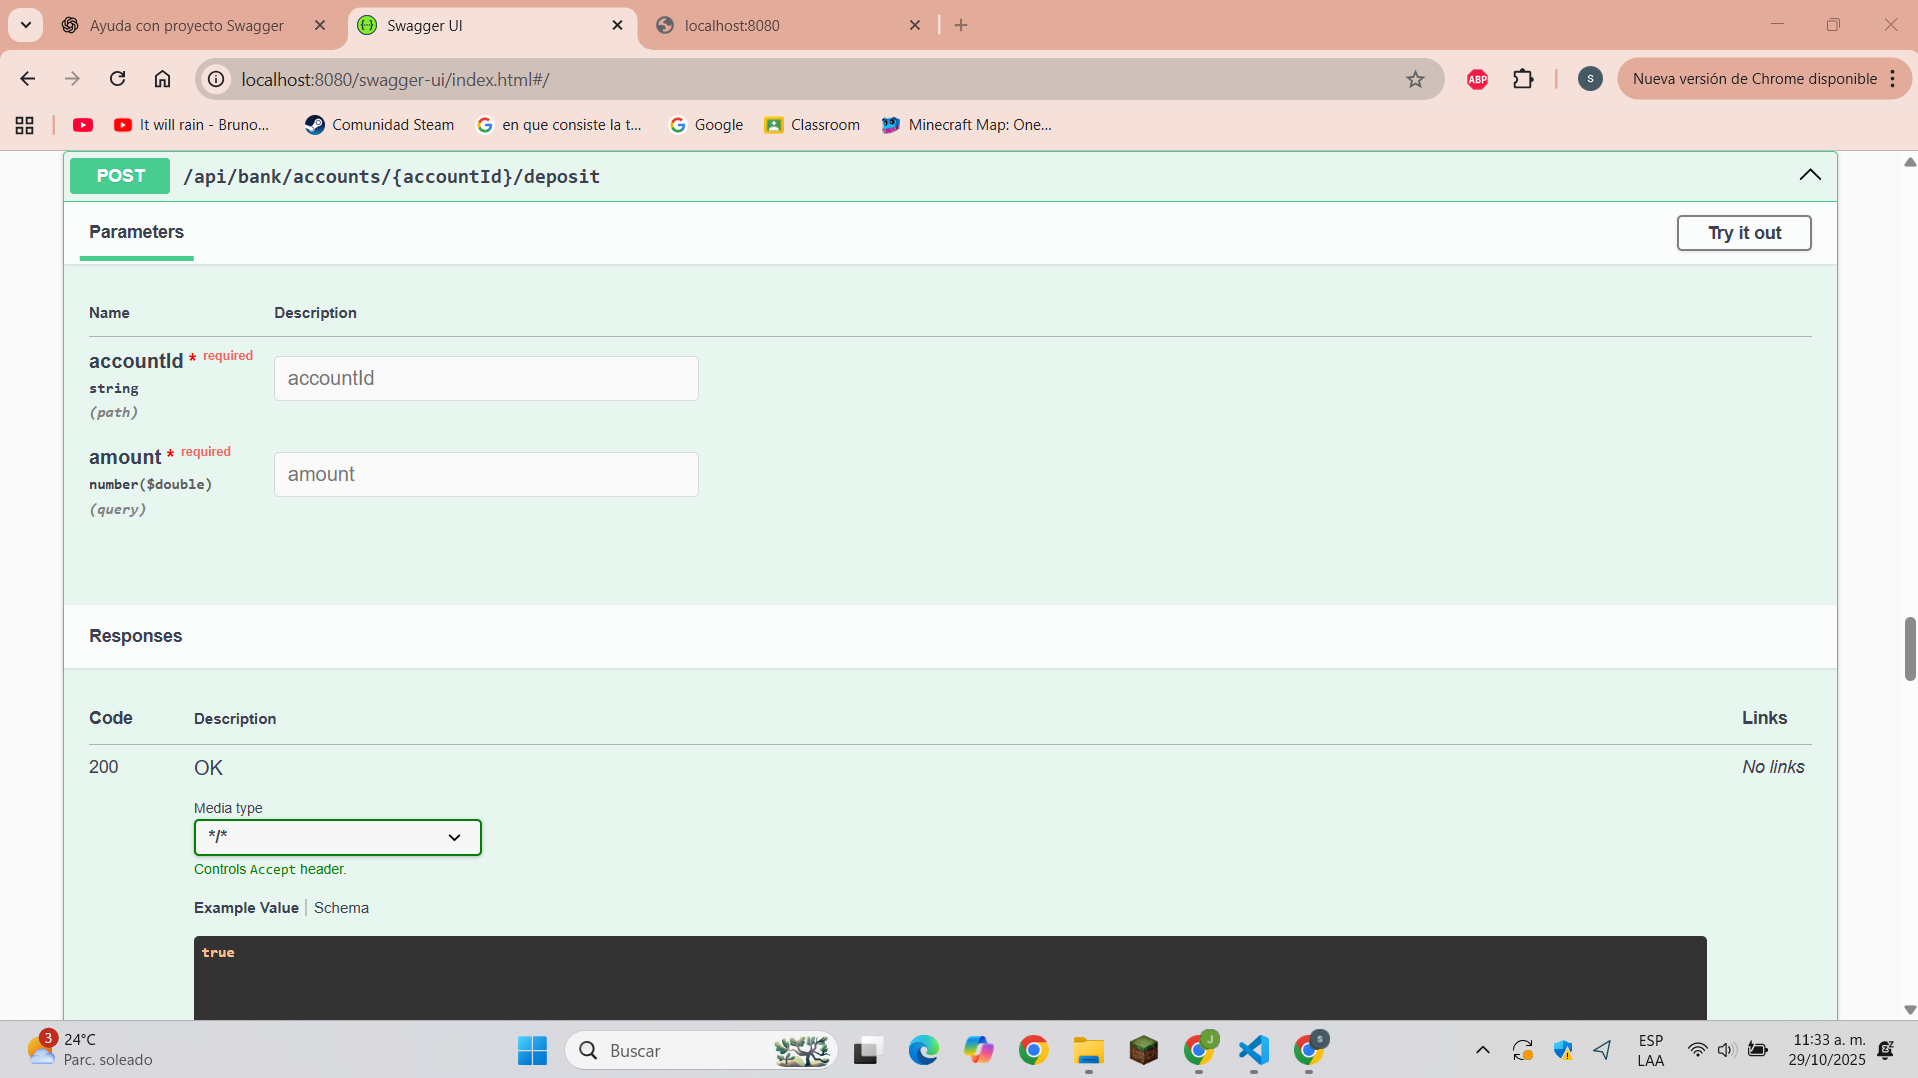 Ayuda con proyecto Swagger
Swagger UI
localhost:8080
localhost:8080/swagger-ui/index.html#/
ABP
S
Nueva versión de Chrome disponible
It will rain - Bruno...
Comunidad Steam
en que consiste la t...
Google
Classroom
Minecraft Map: One...
POST /api/bank/accounts/{accountId}/deposit
Parameters
Try it out
Name Description
accountId * required
string
(path)
accountId
amount * required
number($double)
(query)
amount
Responses
Code Description Links
200 OK No links
Media type
*/*
Controls Accept header.
Example Value | Schema
true
3
24°C
Parc. soleado
Buscar
J
S
ESP
LAA
11:33 a. m.
29/10/2025